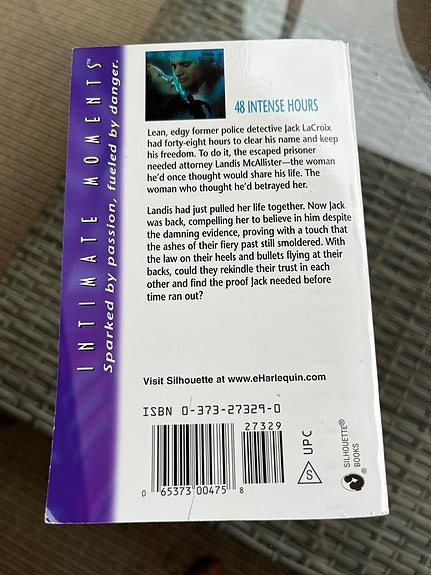 INTIMATE MOMENTS™
Sparked by passion, fueled by danger.
48 INTENSE HOURS
Lean, edgy former police detective Jack LaCroix
had forty-eight hours to clear his name and keep
his freedom. To do it, the escaped prisoner
needed attorney Landis McAllister—the woman
he'd once thought would share his life. The
woman who thought he'd betrayed her.
Landis had just pulled her life together. Now Jack
was back, compelling her to believe in him despite
the damning evidence, proving with a touch that
the ashes of their fiery past still smoldered. With
the law on their heels and bullets flying at their
backs, could they rekindle their trust in each
other and find the proof Jack needed before
time ran out?
Visit Silhouette at www.eHarlequin.com
ISBN 0-373-27329-0
27329
0 65373 00475 8
S UPC
SILHOUETTE®
BOOKS
®